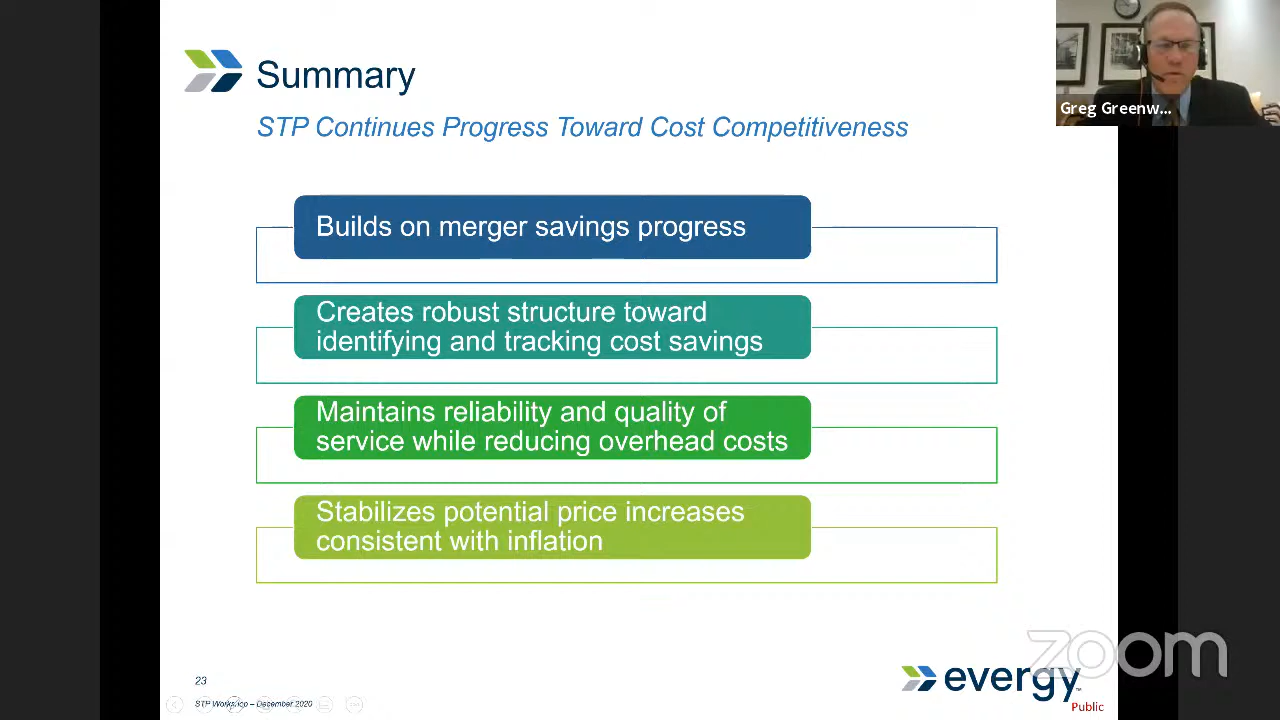 Summary
STP Continues Progress Toward Cost Competitiveness
Greg Greenw...
Builds on merger savings progress
Creates robust structure toward
identifying and tracking cost savings
Maintains reliability and quality of
service while reducing overhead costs
Stabilizes potential price increases
consistent with inflation
23
STP Workshop – December 2020
evergy
TM
Public
zoom